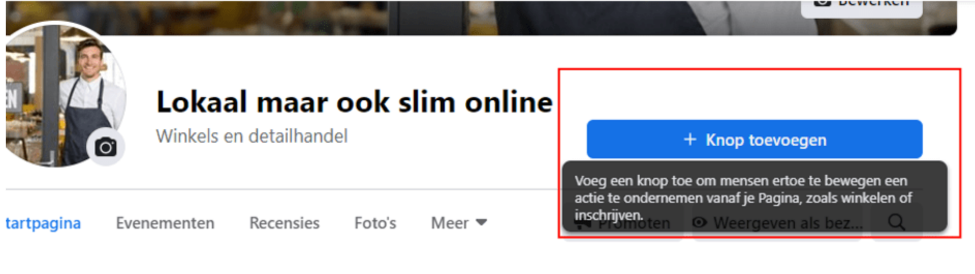 Bewerken
Lokaal maar ook slim online
Winkels en detailhandel
+ Knop toevoegen
Voeg een knop toe om mensen ertoe te bewegen een
actie te ondernemen vanaf je Pagina, zoals winkelen of
inschrijven.
tartpagina Evenementen Recensies Foto's Meer Promoten Weergeven als bez...